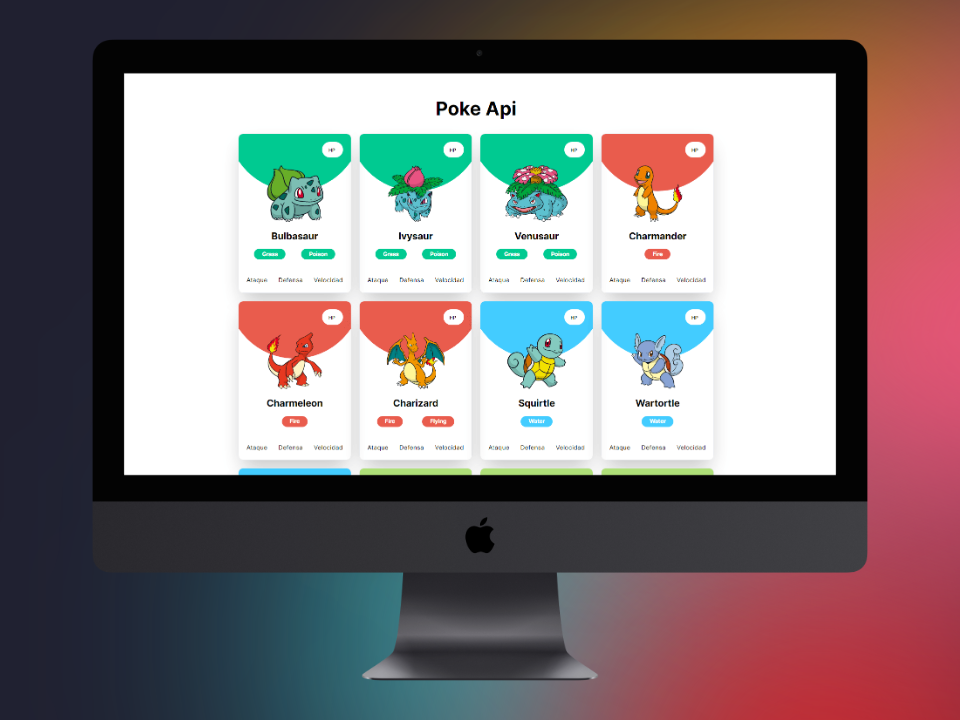 Poke Api
HP HP HP HP
Bulbasaur Ivysaur Venusaur Charmander
Grass Poison Grass Poison Grass Poison Fire
Ataque Defensa Velocidad Ataque Defensa Velocidad Ataque Defensa Velocidad Ataque Defensa Velocidad
HP HP HP HP
Charmeleon Charizard Squirtle Wartortle
Fire Fire Flying Water Water
Ataque Defensa Velocidad Ataque Defensa Velocidad Ataque Defensa Velocidad Ataque Defensa Velocidad